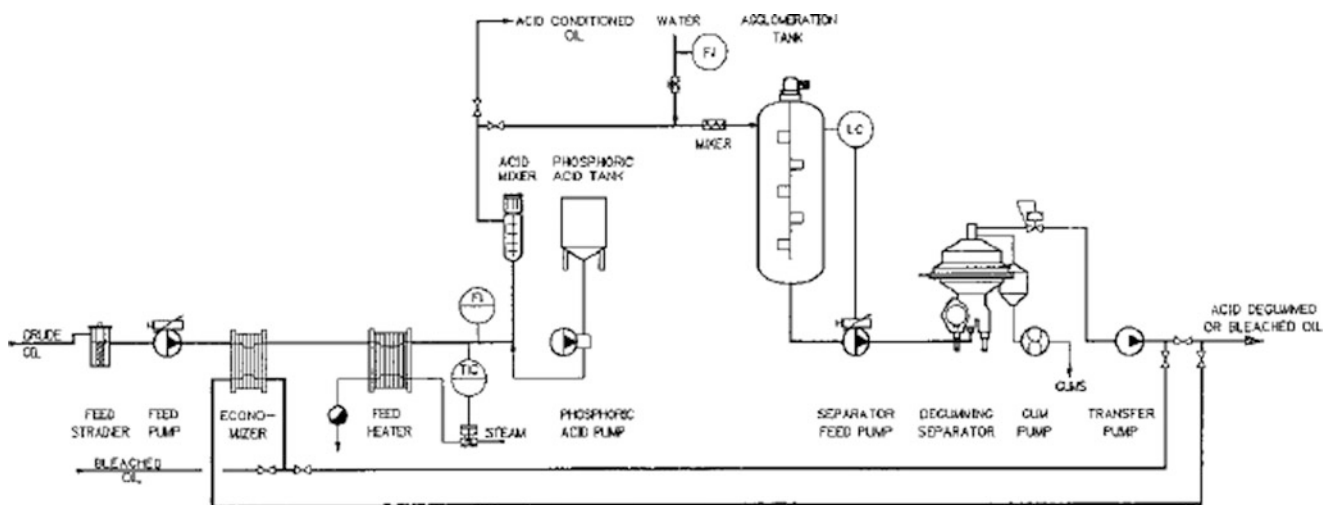 ACID CONDITIONED
OIL
WATER
AGGLOMERATION
TANK
FI
LC
MIXER
ACID
MIXER
PHOSPHORIC
ACID TANK
FI
TIC
CRUDE
OIL
ACID DEGUMMED
OR BLEACHED OIL
GUMS
FEED
STRAINER
FEED
PUMP
ECONO-
MIZER
FEED
HEATER
STEAM
PHOSPHORIC
ACID PUMP
SEPARATOR
FEED PUMP
DEGUMMING
SEPARATOR
GUM
PUMP
TRANSFER
PUMP
BLEACHED
OIL